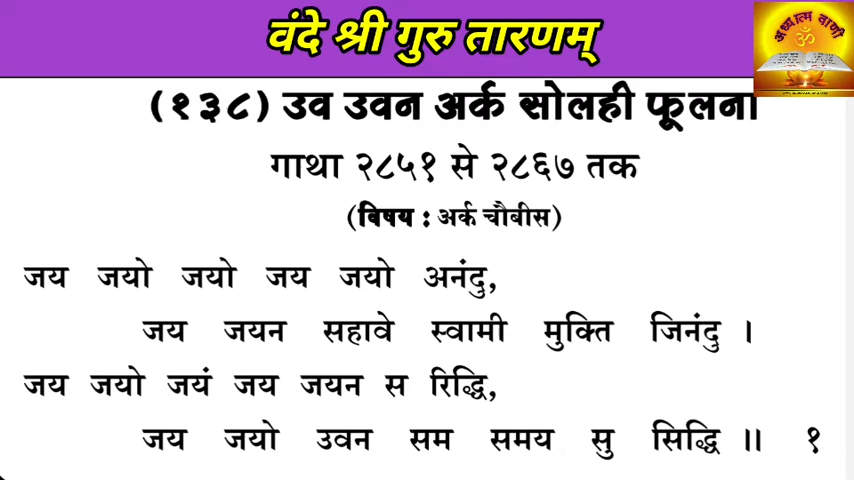 वंदे श्री गुरु तारणम्
अध्यात्म वाणी
ॐ
(१३८) उव उवन अर्क सोलही फूलना
गाथा २८५१ से २८६७ तक
(विषय : अर्क चौबीस)
जय जयो जयो जय जयो अनंदु,
जय जयन सहावे स्वामी मुक्ति जिनंदु ।
जय जयो जयं जय जयन स रिद्धि,
जय जयो उवन सम समय सु सिद्धि ॥ १